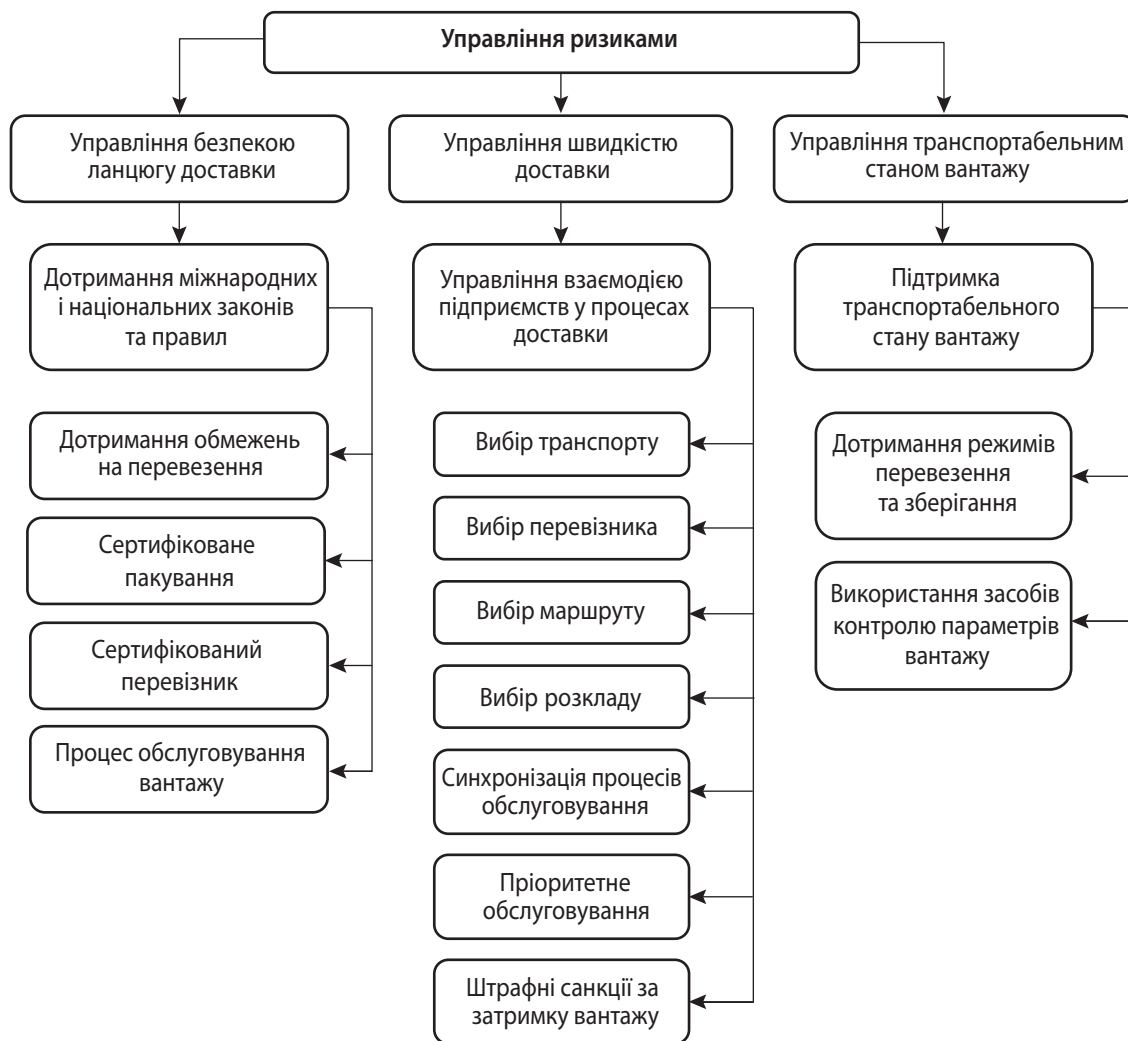 Управління ризиками
Управління безпекою
ланцюгу доставки
Управління швидкістю
доставки
Управління транспортабельним
станом вантажу
Дотримання міжнародних
і національних законів
та правил
Управління взаємодією
підприємств у процесах
доставки
Підтримка
транспортабельного
стану вантажу
Дотримання обмежень
на перевезення
Сертифіковане
пакування
Сертифікований
перевізник
Процес обслуговування
вантажу
Вибір транспорту
Вибір перевізника
Вибір маршруту
Вибір розкладу
Синхронізація процесів
обслуговування
Пріоритетне
обслуговування
Штрафні санкції за
затримку вантажу
Дотримання режимів
перевезення
та зберігання
Використання засобів
контролю параметрів
вантажу